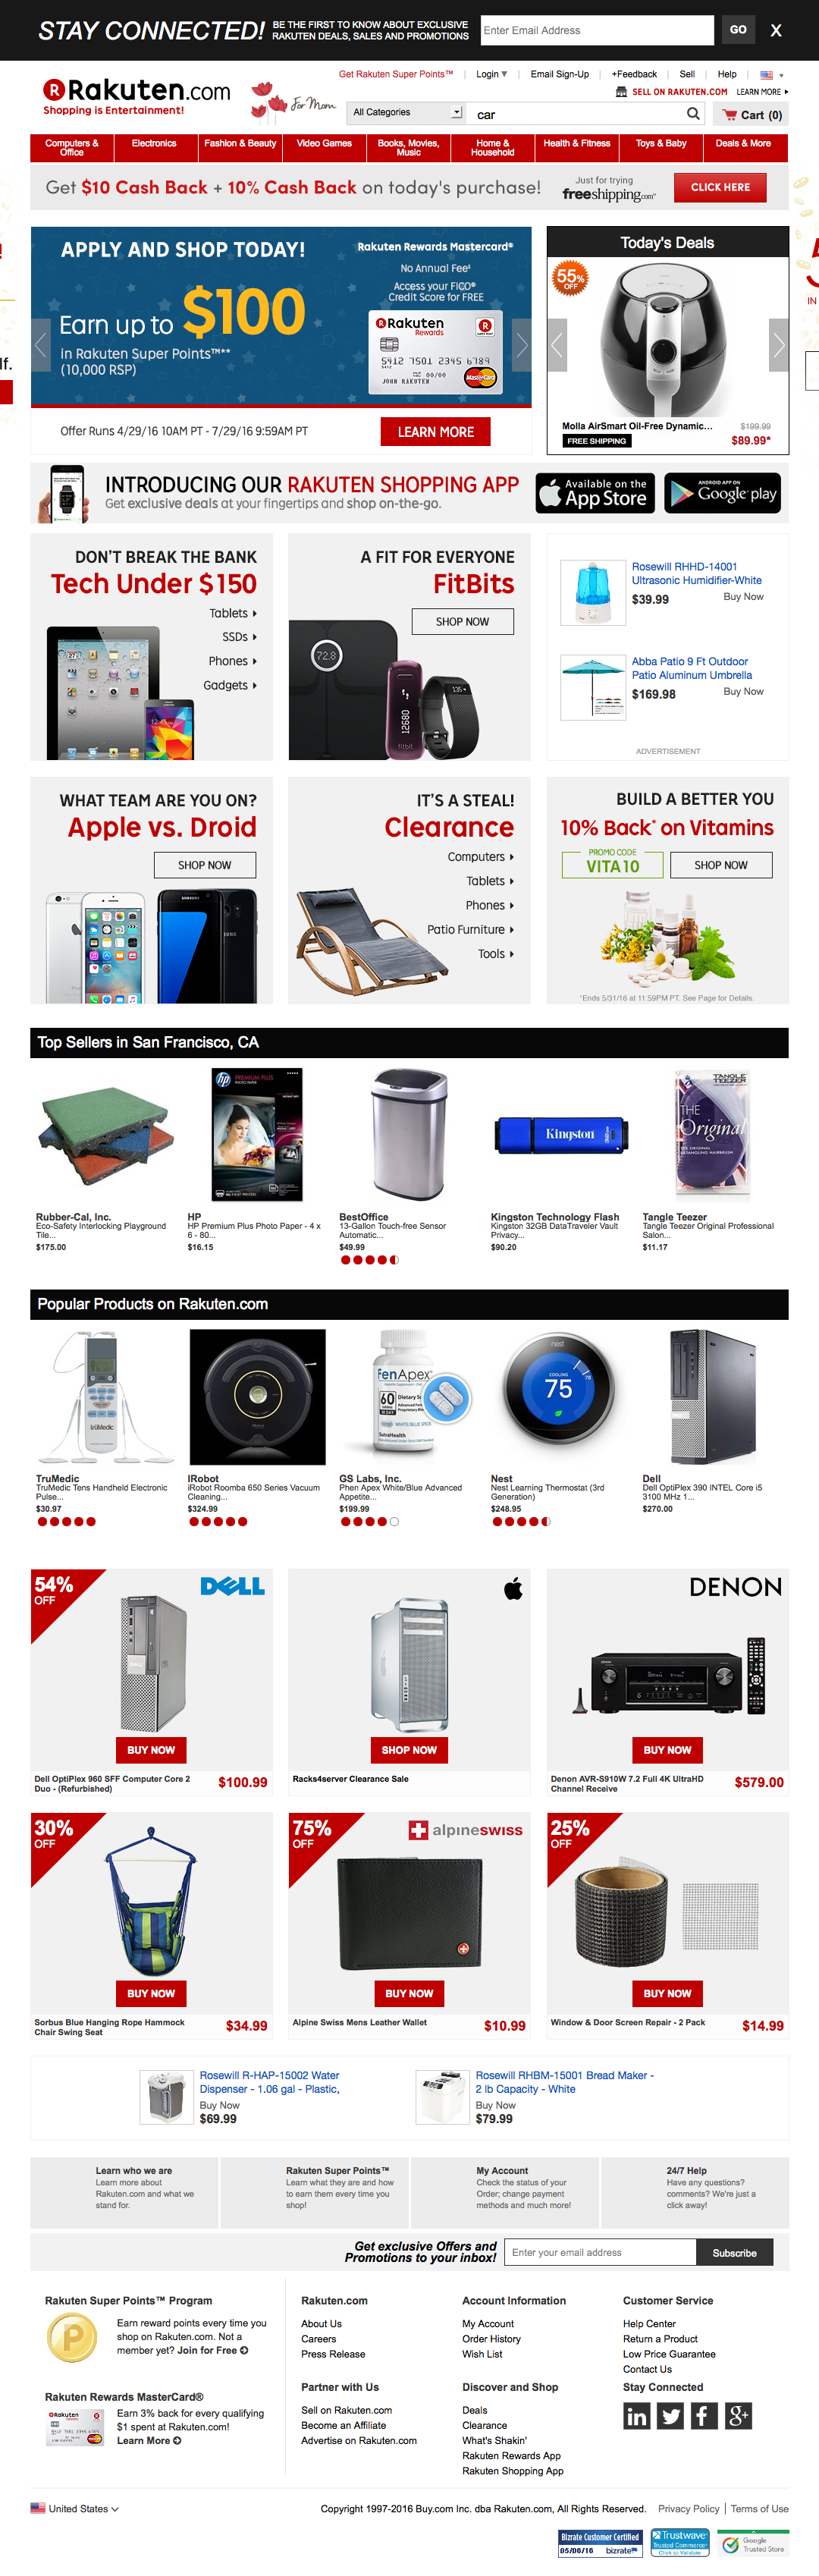 STAY CONNECTED!
BE THE FIRST TO KNOW ABOUT EXCLUSIVE
RAKUTEN DEALS, SALES AND PROMOTIONS
Enter Email Address
GO
X
Rakuten.com
Shopping is Entertainment!
For Mom
Get Rakuten Super Points™
Login
Email Sign-Up
+Feedback
Sell
Help
SELL ON RAKUTEN.COM
LEARN MORE
All Categories
car
Cart (0)
Computers &
Office
Electronics
Fashion & Beauty
Video Games
Books, Movies,
Music
Home &
Household
Health & Fitness
Toys & Baby
Deals & More
Get $10 Cash Back + 10% Cash Back on today's purchase!
Just for trying
freeshipping.com
CLICK HERE
APPLY AND SHOP TODAY!
Earn up to $100
in Rakuten Super Points™**
(10,000 RSP)
Rakuten Rewards Mastercard®
No Annual Fee‡
Access your FICO®
Credit Score for FREE
Rakuten
Rewards
5412 7501 2345 6789
JOHN RAKUTEN
MasterCard
Offer Runs 4/29/16 10AM PT - 7/29/16 9:59AM PT
LEARN MORE
Today's Deals
55%
OFF
Molla AirSmart Oil-Free Dynamic...
$199.99
FREE SHIPPING
$89.99*
INTRODUCING OUR RAKUTEN SHOPPING APP
Get exclusive deals at your fingertips and shop on-the-go.
Available on the
App Store
ANDROID APP ON
Google play
DON'T BREAK THE BANK
Tech Under $150
Tablets
SSDs
Phones
Gadgets
A FIT FOR EVERYONE
FitBits
SHOP NOW
72.8
12680
fitbit
135
Rosewill RHHD-14001
Ultrasonic Humidifier-White
$39.99
Buy Now
Abba Patio 9 Ft Outdoor
Patio Aluminum Umbrella
$169.98
Buy Now
ADVERTISEMENT
WHAT TEAM ARE YOU ON?
Apple vs. Droid
SHOP NOW
SAMSUNG
IT'S A STEAL!
Clearance
Computers
Tablets
Phones
Patio Furniture
Tools
BUILD A BETTER YOU
10% Back* on Vitamins
PROMO CODE
VITA10
SHOP NOW
*Ends 5/31/16 at 11:59PM PT. See Page for Details.
Top Sellers in San Francisco, CA
hp
PREMIUM PLUS
Kingston
TANGLE
TEEZER
THE
Original
Rubber-Cal, Inc.
Eco-Safety Interlocking Playground
Tile...
$175.00
HP
HP Premium Plus Photo Paper - 4 x
6 - 80...
$16.15
BestOffice
13-Gallon Touch-free Sensor
Automatic...
$49.99
Kingston Technology Flash
Kingston 32GB DataTraveler Vault
Privacy...
$90.20
Tangle Teezer
Tangle Teezer Original Professional
Salon...
$11.17
Popular Products on Rakuten.com
TruMedic
FenApex
60
Dietary
nest
COOLING
75
TruMedic
TruMedic Tens Handheld Electronic
Pulse...
$30.97
IRobot
iRobot Roomba 650 Series Vacuum
Cleaning...
$324.99
GS Labs, Inc.
Phen Apex White/Blue Advanced
Appetite...
$199.99
Nest
Nest Learning Thermostat (3rd
Generation)
$248.95
Dell
Dell OptiPlex 390 INTEL Core i5
3100 MHz 1...
$270.00
54%
OFF
DELL
BUY NOW
Dell OptiPlex 960 SFF Computer Core 2
Duo - (Refurbished)
$100.99
SHOP NOW
Racks4server Clearance Sale
DENON
BUY NOW
Denon AVR-S910W 7.2 Full 4K UltraHD
Channel Receive
$579.00
30%
OFF
BUY NOW
Sorbus Blue Hanging Rope Hammock
Chair Swing Seat
$34.99
75%
OFF
alpineswiss
BUY NOW
Alpine Swiss Mens Leather Wallet
$10.99
25%
OFF
BUY NOW
Window & Door Screen Repair - 2 Pack
$14.99
Rosewill R-HAP-15002 Water
Dispenser - 1.06 gal - Plastic,
Buy Now
$69.99
Rosewill RHBM-15001 Bread Maker -
2 lb Capacity - White
Buy Now
$79.99
Learn who we are
Learn more about
Rakuten.com and what we
stand for.
Rakuten Super Points™
Learn what they are and how
to earn them every time you
shop!
My Account
Check the status of your
Order; change payment
methods and much more!
24/7 Help
Have any questions?
comments? We're just a
click away!
Get exclusive Offers and
Promotions to your inbox!
Enter your email address
Subscribe
Rakuten Super Points™ Program
Earn reward points every time you
shop on Rakuten.com. Not a
member yet? Join for Free
Rakuten Rewards MasterCard®
Earn 3% back for every qualifying
$1 spent at Rakuten.com!
Learn More
Rakuten.com
About Us
Careers
Press Release
Partner with Us
Sell on Rakuten.com
Become an Affiliate
Advertise on Rakuten.com
Account Information
My Account
Order History
Wish List
Discover and Shop
Deals
Clearance
What's Shakin'
Rakuten Rewards App
Rakuten Shopping App
Customer Service
Help Center
Return a Product
Low Price Guarantee
Contact Us
Stay Connected
United States
Copyright 1997-2016 Buy.com Inc. dba Rakuten.com, All Rights Reserved.
Privacy Policy
Terms of Use
Bizrate Customer Certified
05/06/16 bizrate
Trustwave
Trusted Commerce
Click to Validate
Google
Trusted Store